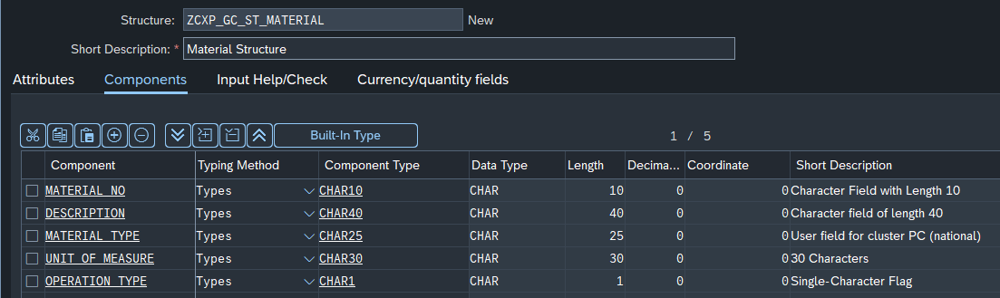 Structure: ZCXP_GC_ST_MATERIAL New
Short Description: * Material Structure
Attributes Components Input Help/Check Currency/quantity fields
Built-In Type 1 / 5
Component Typing Method Component Type Data Type Length Decima... Coordinate Short Description
MATERIAL_NO Types CHAR10 CHAR 10 0 0 Character Field with Length 10
DESCRIPTION Types CHAR40 CHAR 40 0 0 Character field of length 40
MATERIAL_TYPE Types CHAR25 CHAR 25 0 0 User field for cluster PC (national)
UNIT_OF_MEASURE Types CHAR30 CHAR 30 0 0 30 Characters
OPERATION_TYPE Types CHAR1 CHAR 1 0 0 Single-Character Flag